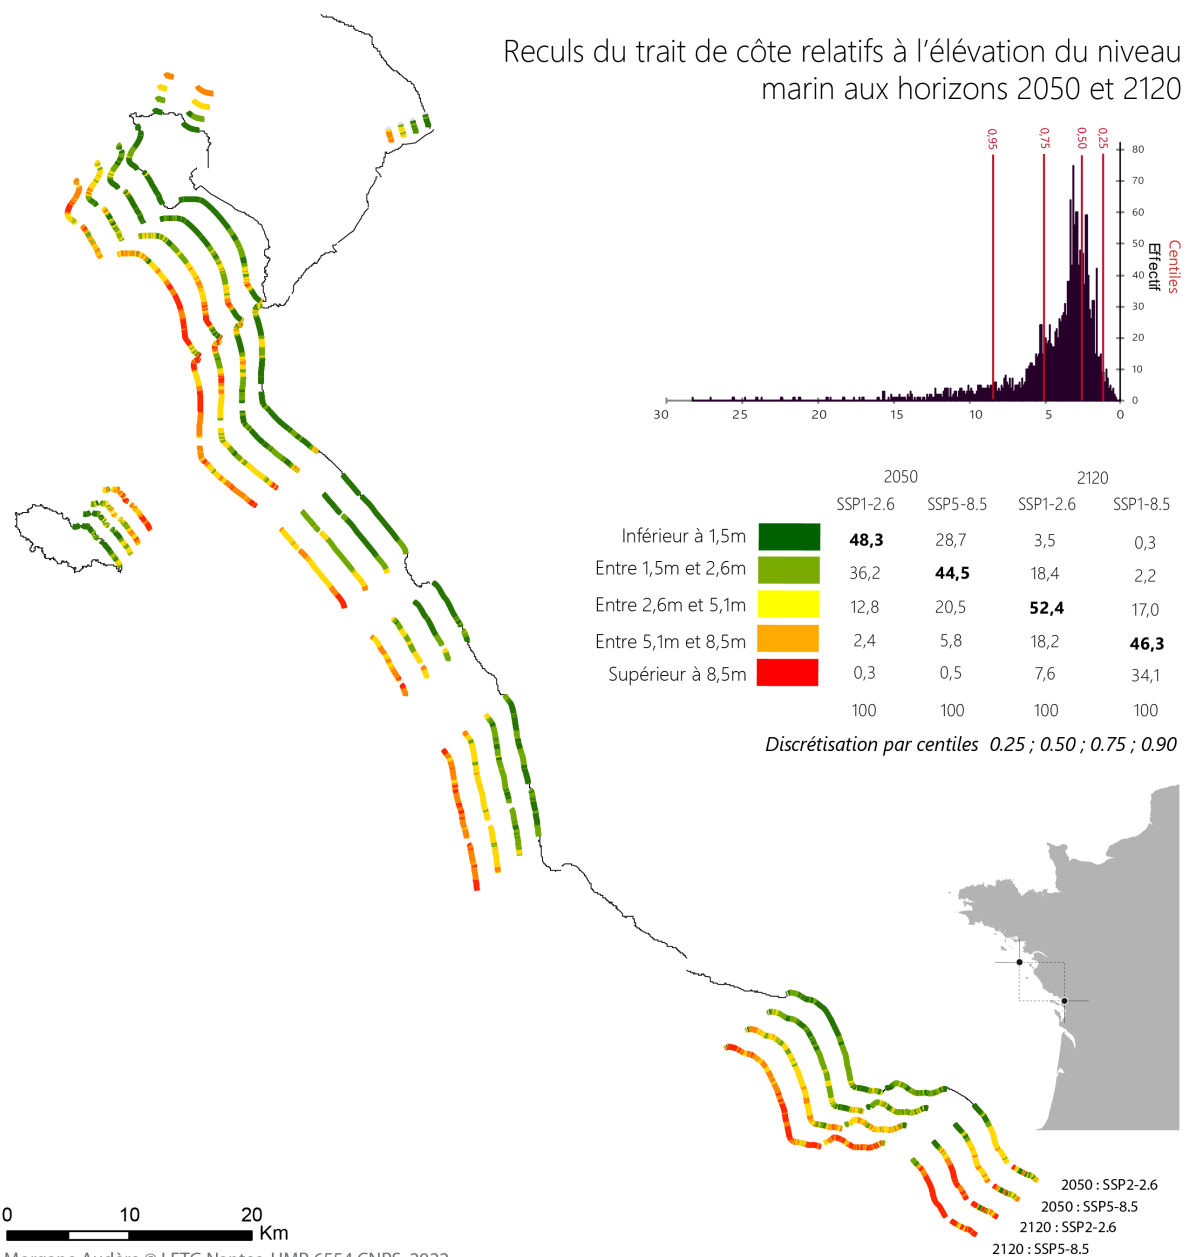 Reculs du trait de côte relatifs à l’élévation du niveau
marin aux horizons 2050 et 2120
0,95 0,75 0,50 0,25
80
70
60
50
40
30
20
10
0
Centiles
Effectif
30 25 20 15 10 5 0
2050 2120
SSP1-2.6 SSP5-8.5 SSP1-2.6 SSP1-8.5
Inférieur à 1,5m 48,3 28,7 3,5 0,3
Entre 1,5m et 2,6m 36,2 44,5 18,4 2,2
Entre 2,6m et 5,1m 12,8 20,5 52,4 17,0
Entre 5,1m et 8,5m 2,4 5,8 18,2 46,3
Supérieur à 8,5m 0,3 0,5 7,6 34,1
100 100 100 100
Discrétisation par centiles 0.25 ; 0.50 ; 0.75 ; 0.90
2050 : SSP2-2.6
2050 : SSP5-8.5
2120 : SSP2-2.6
2120 : SSP5-8.5
0 10 20 Km
Morgane Audère © LETG Nantes, UMR 6554 CNRS, 2022